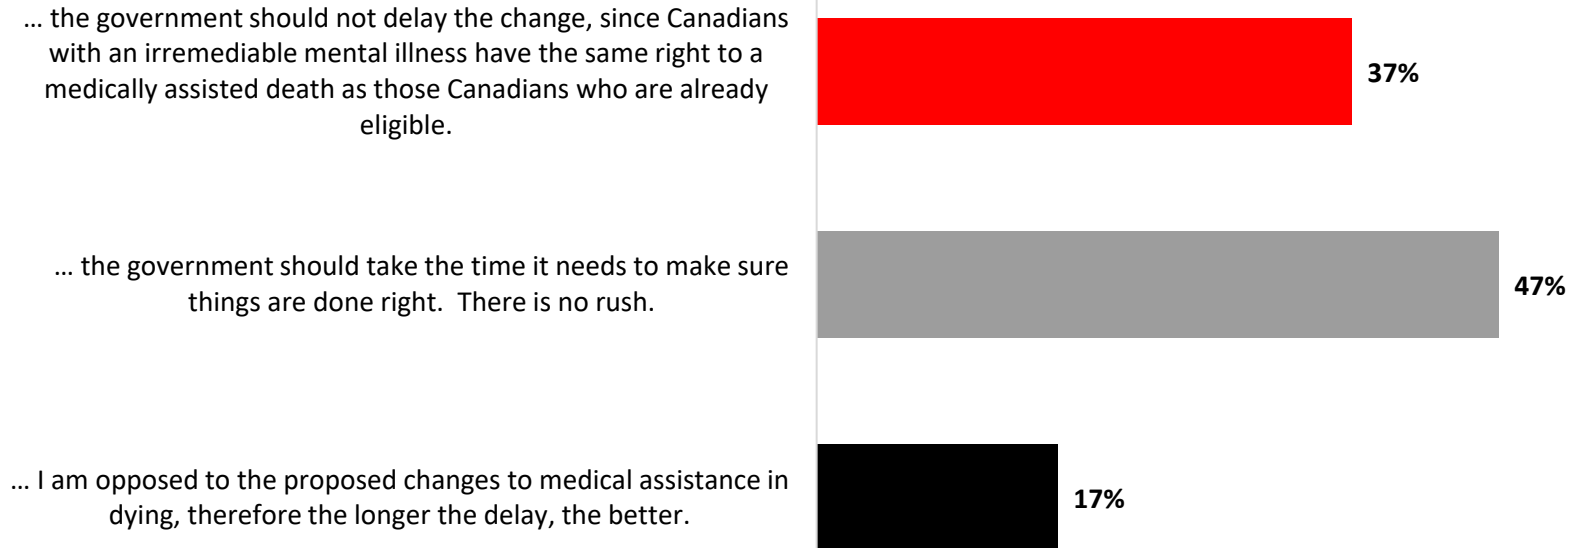 … the government should not delay the change, since Canadians
with an irremediable mental illness have the same right to a
medically assisted death as those Canadians who are already
eligible.
37%
… the government should take the time it needs to make sure
things are done right.  There is no rush.
47%
… I am opposed to the proposed changes to medical assistance in
dying, therefore the longer the delay, the better.
17%